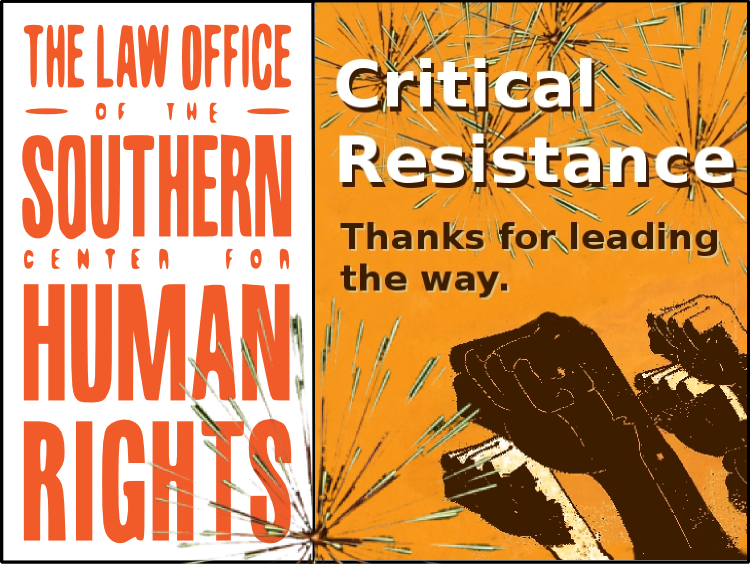 THE LAW OFFICE
OF THE
SOUTHERN
CENTER FOR
HUMAN
RIGHTS
Critical
Resistance
Thanks for leading
the way.